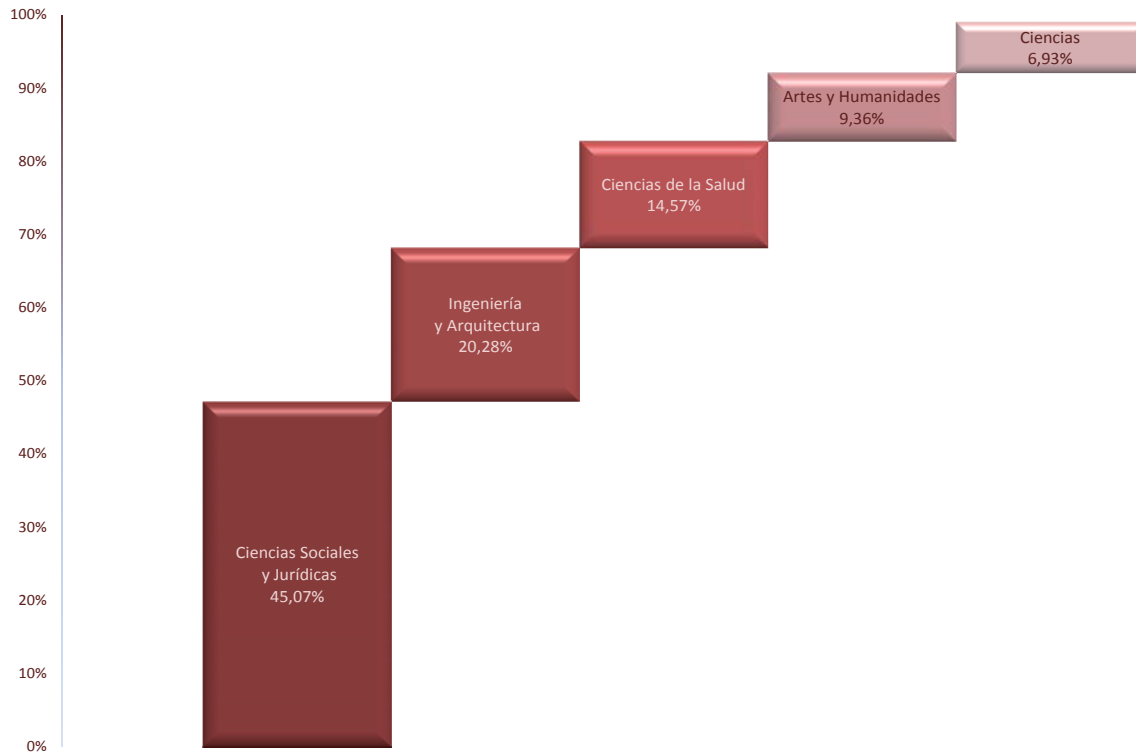 100%
90%
80%
70%
60%
50%
40%
30%
20%
10%
0%
Ciencias Sociales
y Jurídicas
45,07%
Ingeniería
y Arquitectura
20,28%
Ciencias de la Salud
14,57%
Artes y Humanidades
9,36%
Ciencias
6,93%